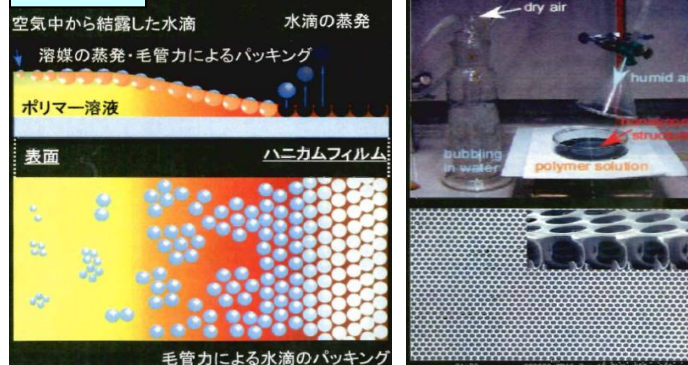 空気中から結露した水滴
水滴の蒸発
溶媒の蒸発・毛管力によるパッキング
ポリマー溶液
表面
ハニカムフィルム
毛管力による水滴のパッキング
dry air
humid air
bubbling
in water
polymer solution